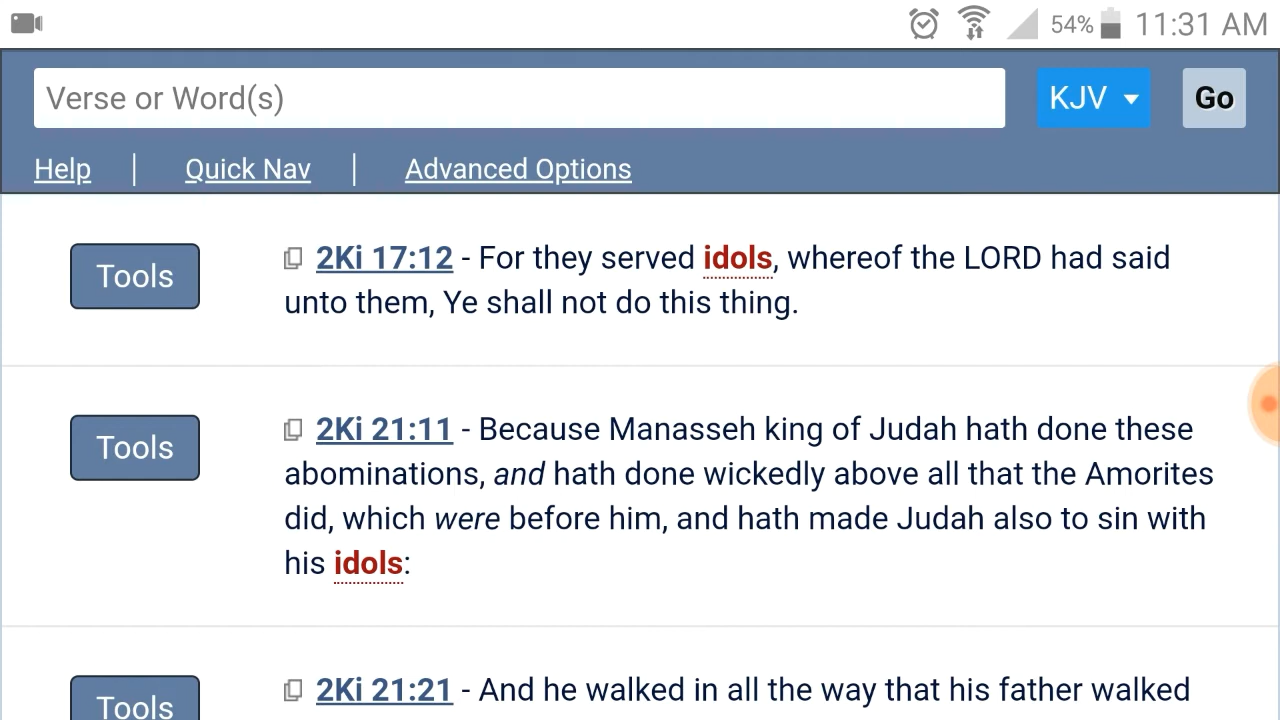 54% 11:31 AM
Verse or Word(s) KJV Go
Help | Quick Nav | Advanced Options
Tools
2Ki 17:12 - For they served idols, whereof the LORD had said
unto them, Ye shall not do this thing.
Tools
2Ki 21:11 - Because Manasseh king of Judah hath done these
abominations, and hath done wickedly above all that the Amorites
did, which were before him, and hath made Judah also to sin with
his idols:
Tools
2Ki 21:21 - And he walked in all the way that his father walked